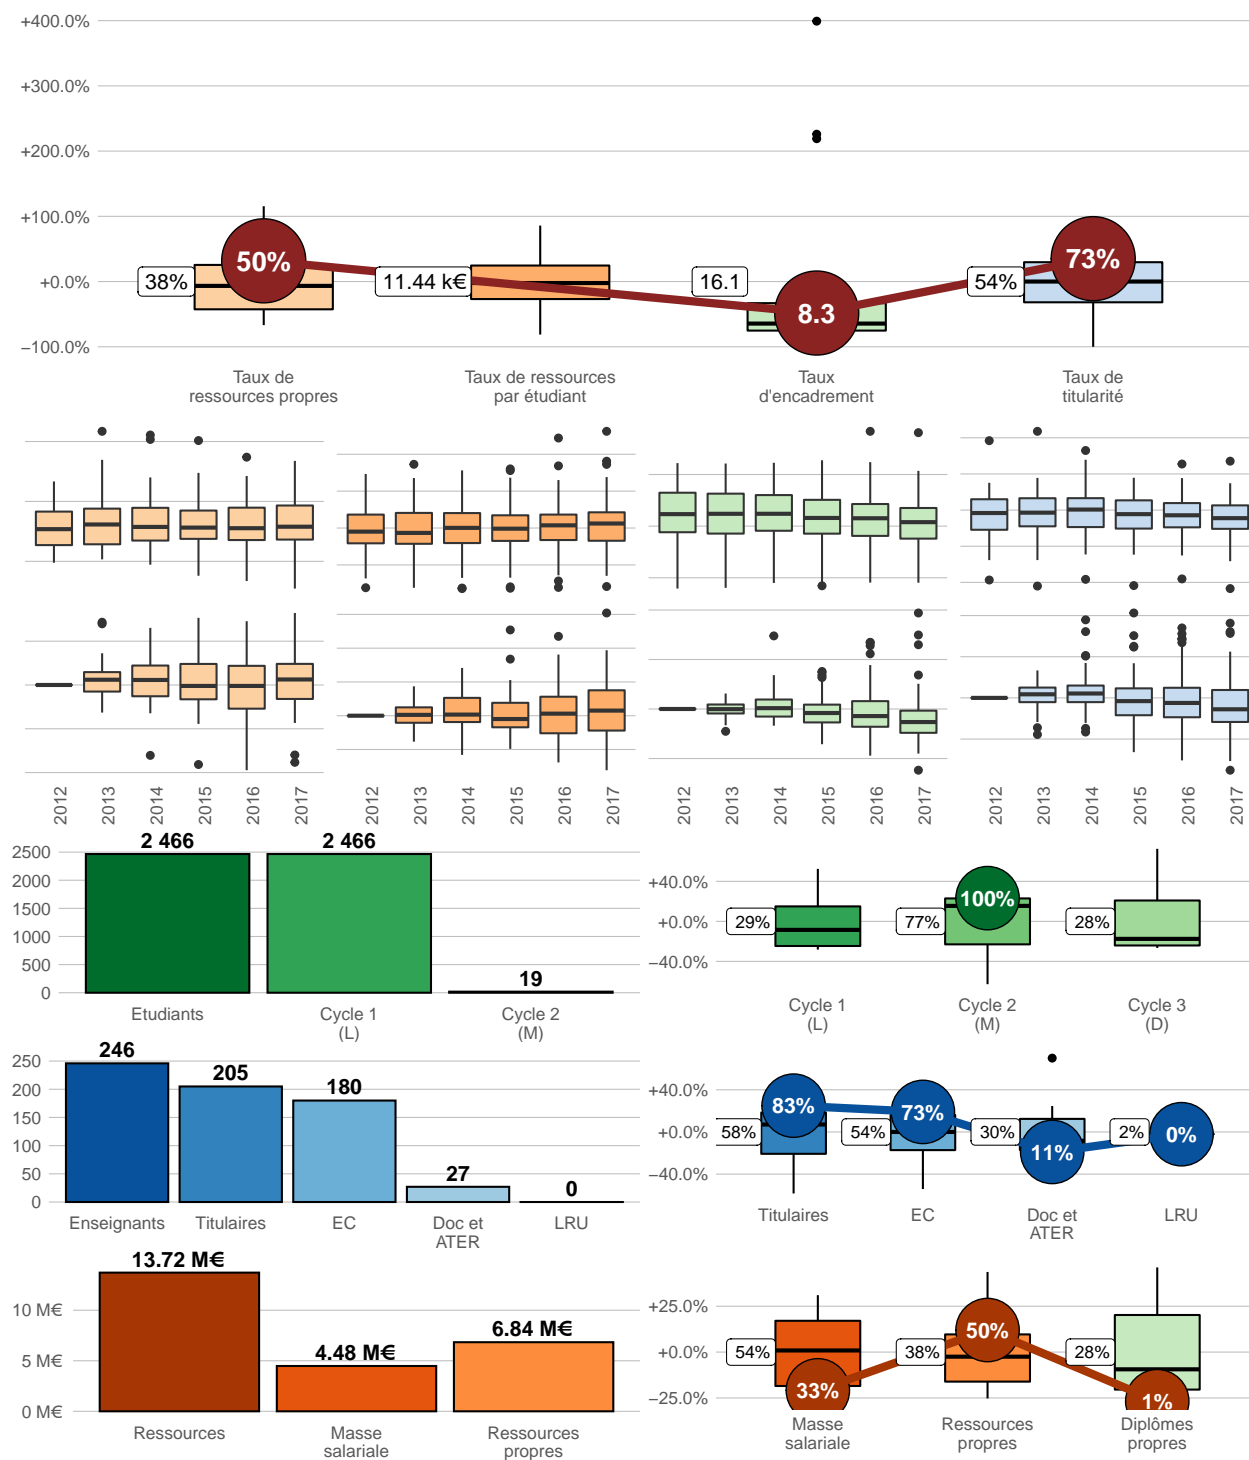 +400.0%
+300.0%
+200.0%
+100.0%
+0.0%
−100.0%
38%
50%
11.44 k€
16.1
8.3
54%
73%
Taux de
ressources propres
Taux de ressources
par étudiant
Taux
d'encadrement
Taux de
titularité
2012
2013
2014
2015
2016
2017
2012
2013
2014
2015
2016
2017
2012
2013
2014
2015
2016
2017
2012
2013
2014
2015
2016
2017
2500
2000
1500
1000
500
0
2 466
2 466
19
Etudiants
Cycle 1
(L)
Cycle 2
(M)
+40.0%
+0.0%
−40.0%
29%
77%
100%
28%
Cycle 1
(L)
Cycle 2
(M)
Cycle 3
(D)
250
200
150
100
50
0
246
205
180
27
0
Enseignants
Titulaires
EC
Doc et
ATER
LRU
+40.0%
+0.0%
−40.0%
58%
83%
54%
73%
30%
11%
2%
0%
Titulaires
EC
Doc et
ATER
LRU
10 M€
5 M€
0 M€
13.72 M€
4.48 M€
6.84 M€
Ressources
Masse
salariale
Ressources
propres
+25.0%
+0.0%
−25.0%
54%
33%
38%
50%
28%
1%
Masse
salariale
Ressources
propres
Diplômes
propres